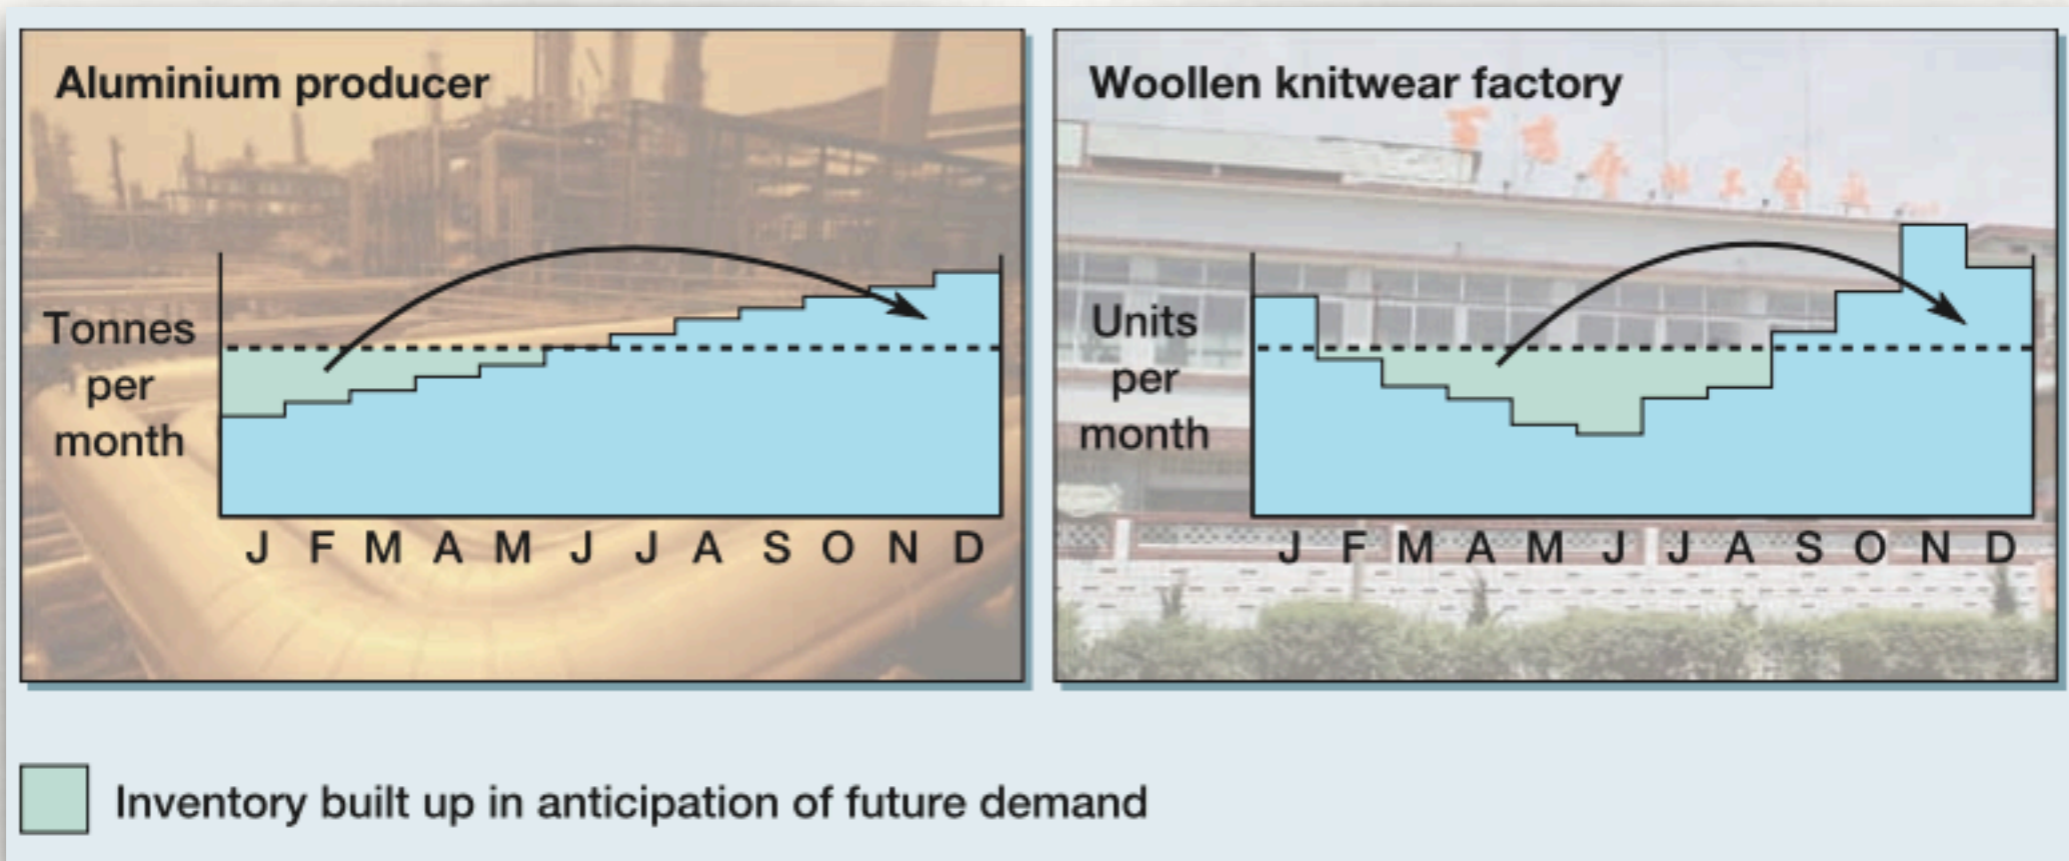 Aluminium producer
Tonnes
per
month
J F M A M J J A S O N D
Woollen knitwear factory
Units
per
month
J F M A M J J A S O N D
Inventory built up in anticipation of future demand